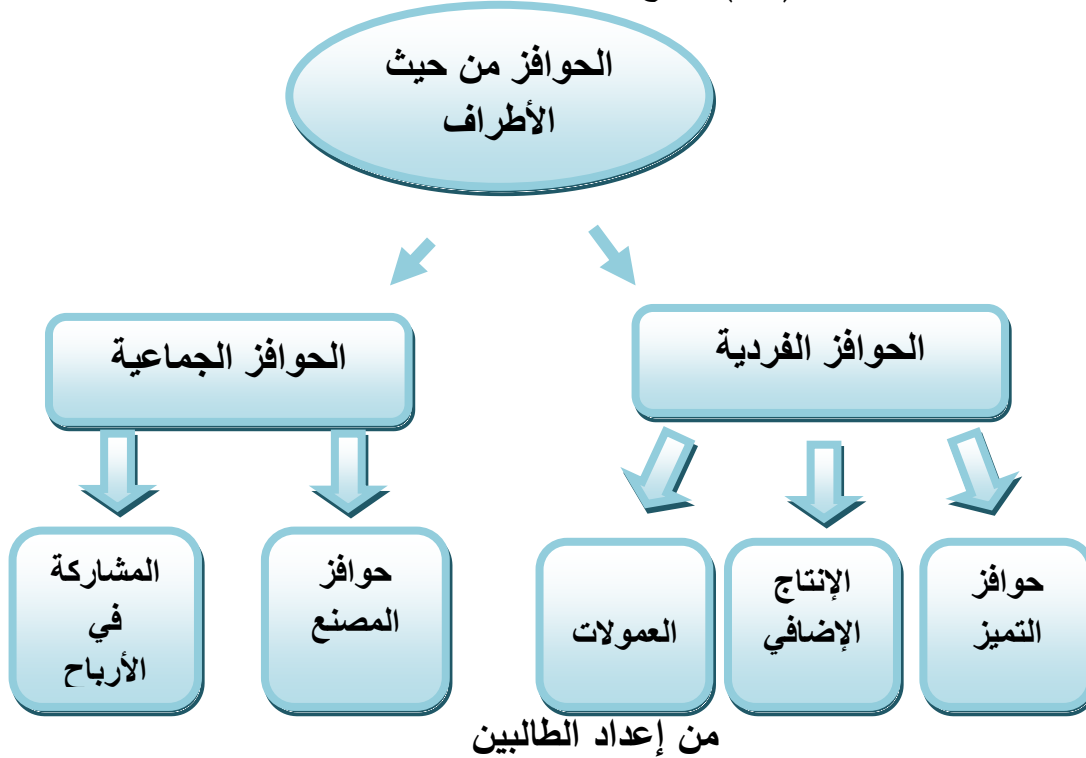 الحوافز من حيث
الأطراف
الحوافز الفردية
الحوافز الجماعية
حوافز
التميز
الإنتاج
الإضافي
العمولات
حوافز
المصنع
المشاركة
في
الأرباح
من إعداد الطالبين